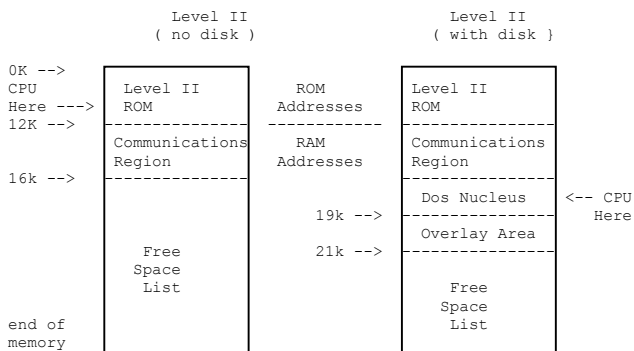 Level II                    Level II
( no disk )                 ( with disk }
0K -->
CPU    Level II    ROM    Level II
Here --->    ROM    Addresses    ROM
12K -->    ---------------    ------------    ---------------
Communications    RAM    Communications
Region    Addresses    Region
16k -->    ---------------    ---------------
Dos Nucleus    <-- CPU
19k -->    ---------------    Here
Overlay Area
Free    21k -->    ---------------
Space
List    Free
Space
end of    List
memory